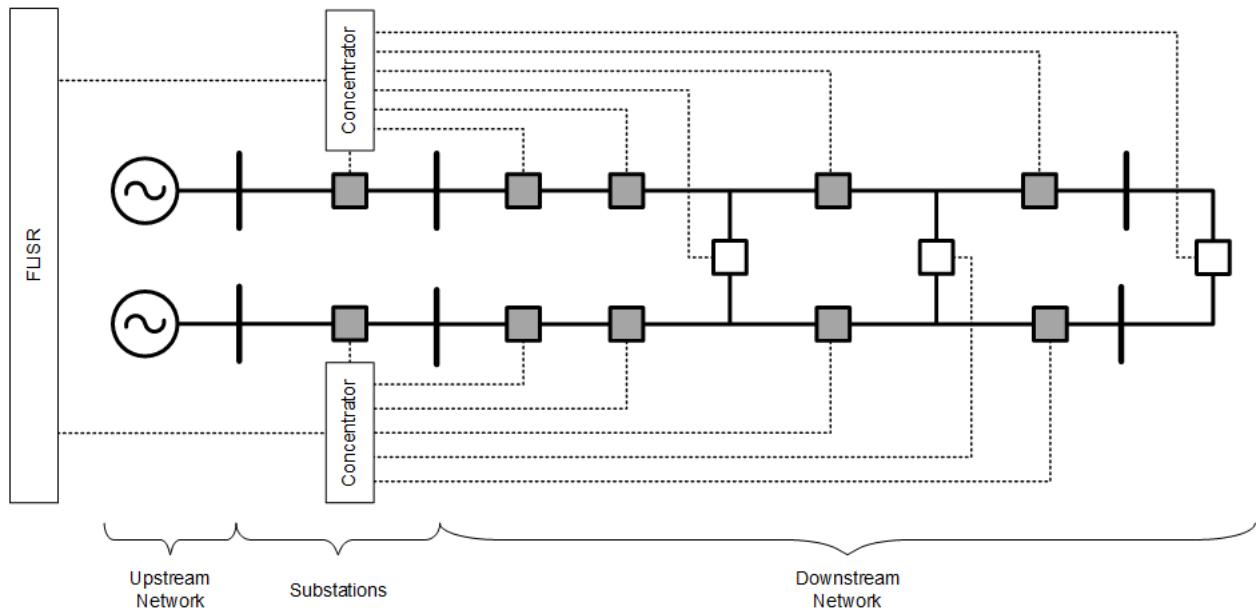 FLISR
Concentrator
Concentrator
Upstream
Network
Substations
Downstream
Network